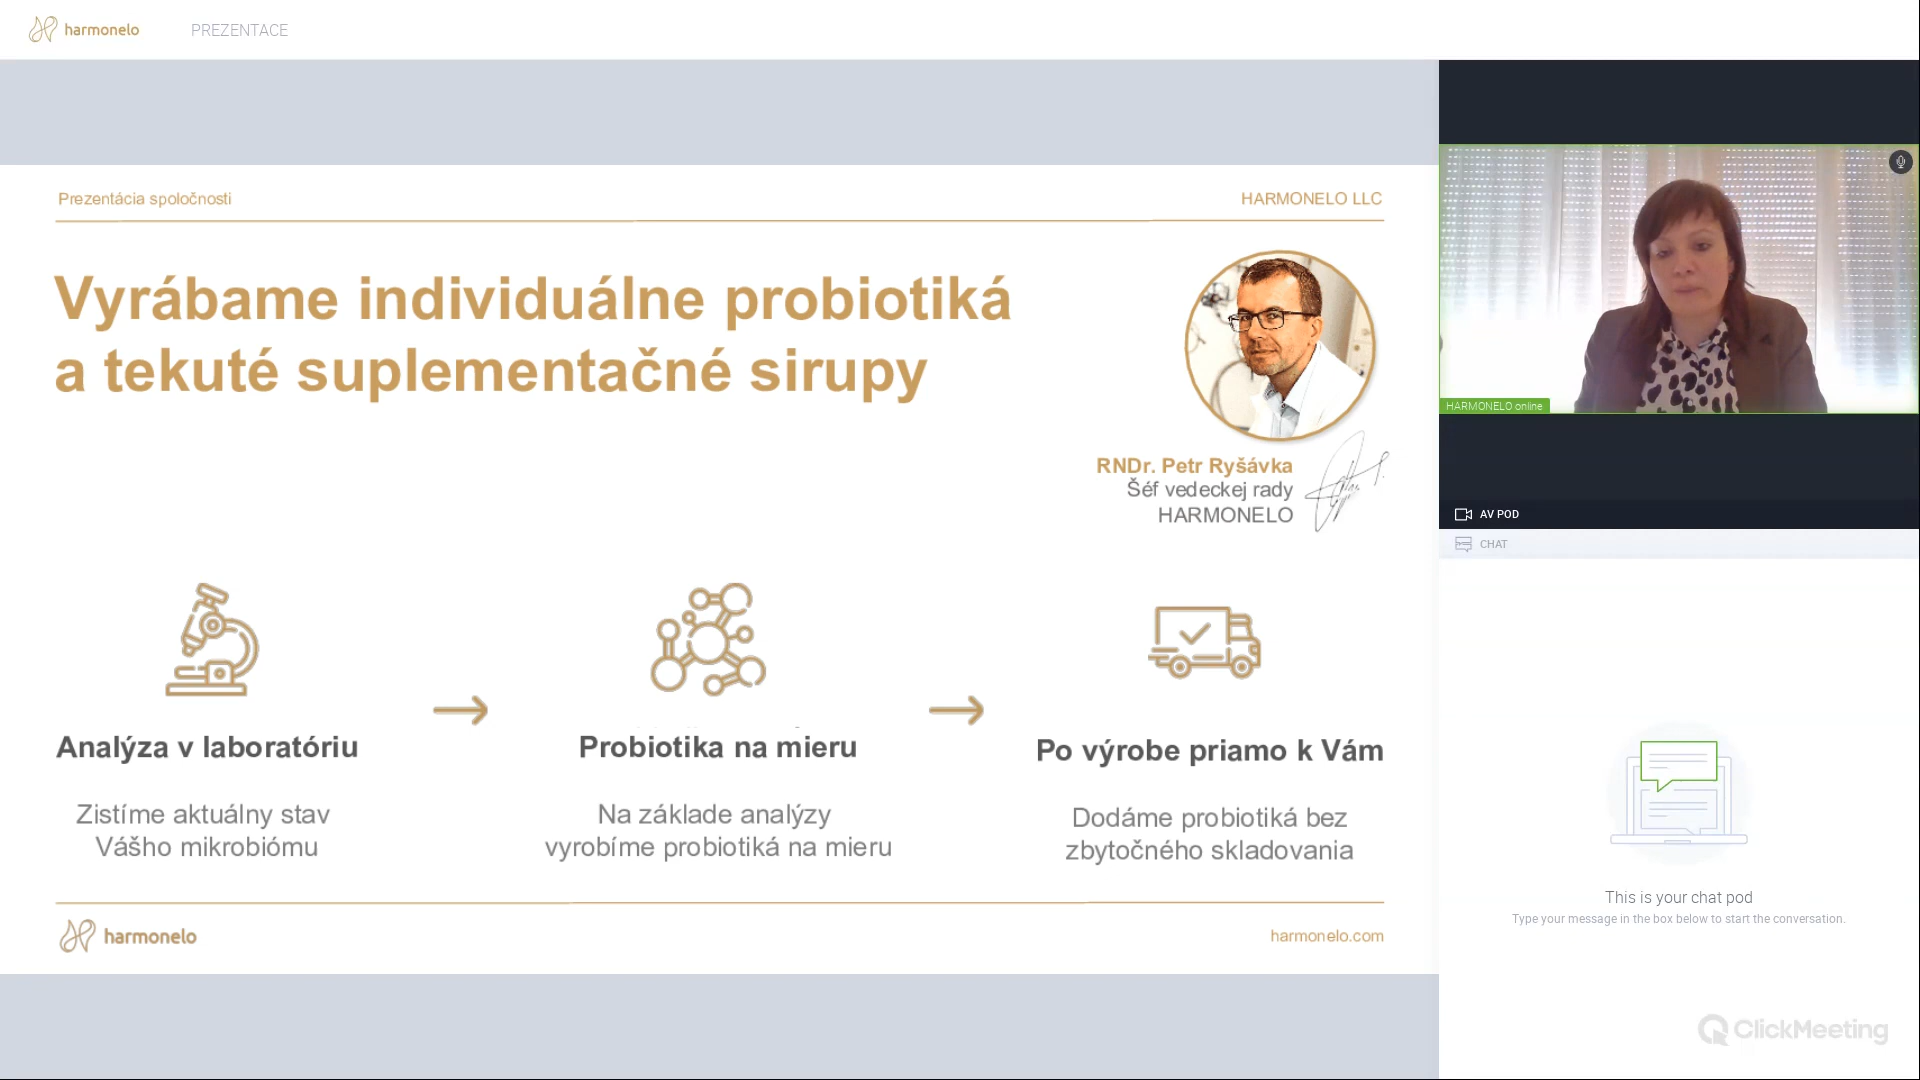 harmonelo
PREZENTACE
Prezentácia spoločnosti
HARMONELO LLC
Vyrábame individuálne probiotiká
a tekuté suplementačné sirupy
RNDr. Petr Ryšávka
Šéf vedeckej rady
HARMONELO
Analýza v laboratóriu
Zistíme aktuálny stav
Vášho mikrobiómu
Probiotika na mieru
Na základe analýzy
vyrobíme probiotiká na mieru
Po výrobe priamo k Vám
Dodáme probiotiká bez
zbytočného skladovania
harmonelo
harmonelo.com
HARMONELO online
AV POD
CHAT
This is your chat pod
Type your message in the box below to start the conversation.
ClickMeeting